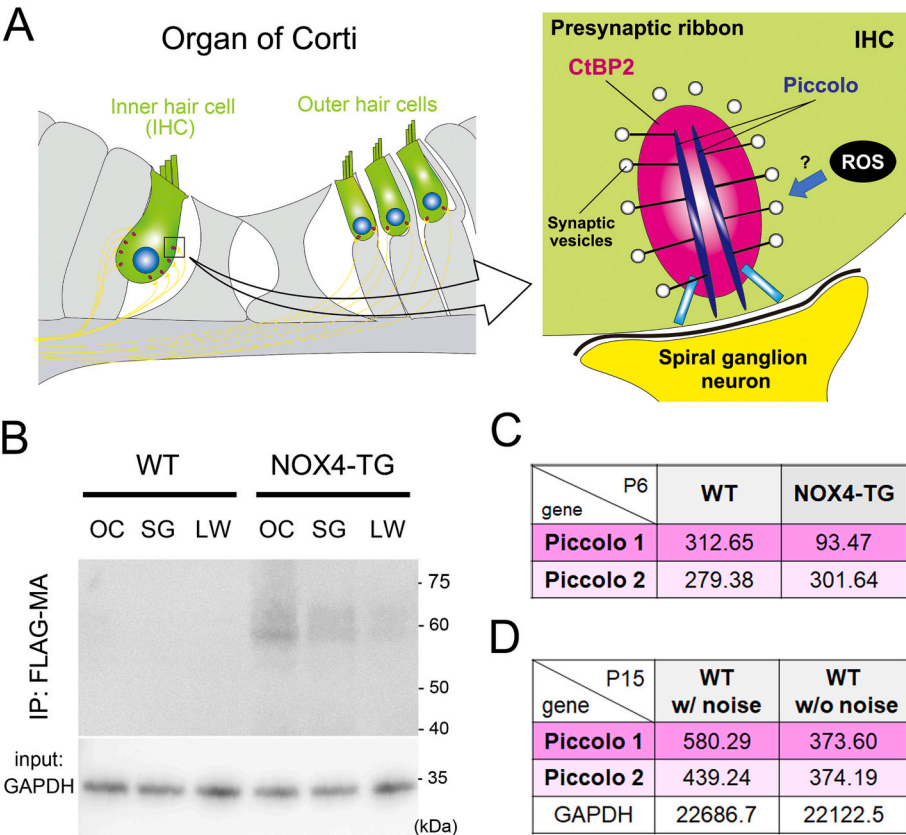 A
Organ of Corti
Inner hair cell
(IHC)
Outer hair cells
Presynaptic ribbon
IHC
CtBP2
Piccolo
?
ROS
Synaptic
vesicles
Spiral ganglion
neuron
B
WT NOX4-TG
OC SG LW OC SG LW
IP: FLAG-MA
- 75
- 60
- 50
- 40
input:
GAPDH
- 35
(kDa)
C
P6
gene
WT NOX4-TG
Piccolo 1 312.65 93.47
Piccolo 2 279.38 301.64
D
P15
gene
WT
w/ noise
WT
w/o noise
Piccolo 1 580.29 373.60
Piccolo 2 439.24 374.19
GAPDH 22686.7 22122.5